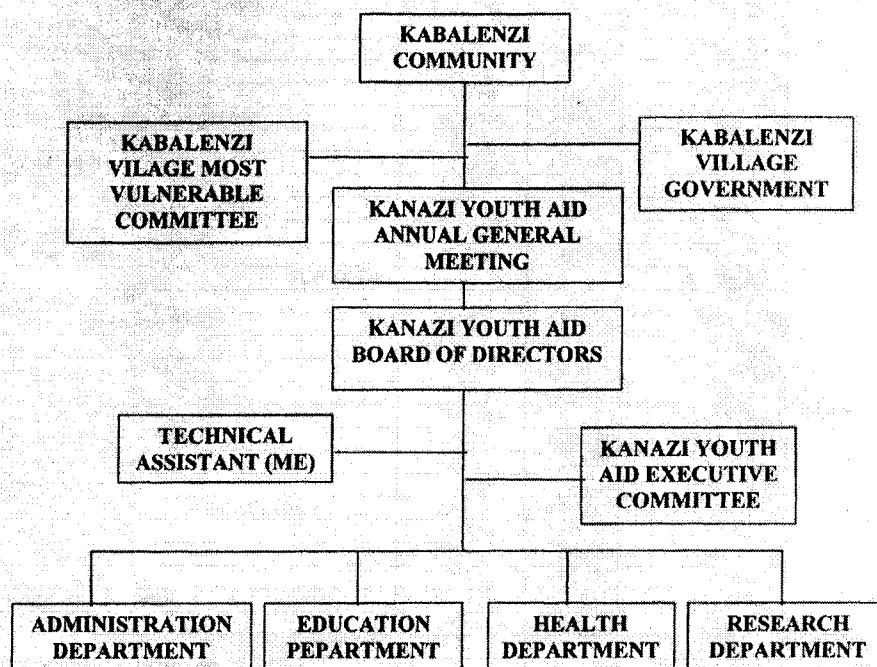 KABALENZI
COMMUNITY
KABALENZI
VILAGE MOST
VULNERABLE
COMMITTEE
KABALENZI
VILLAGE
GOVERNMENT
KANAZI YOUTH AID
ANNUAL GENERAL
MEETING
KANAZI YOUTH AID
BOARD OF DIRECTORS
TECHNICAL
ASSISTANT (ME)
KANAZI YOUTH
AID EXECUTIVE
COMMITTEE
ADMINISTRATION
DEPARTMENT
EDUCATION
PEPARTMENT
HEALTH
DEPARTMENT
RESEARCH
DEPARTMENT